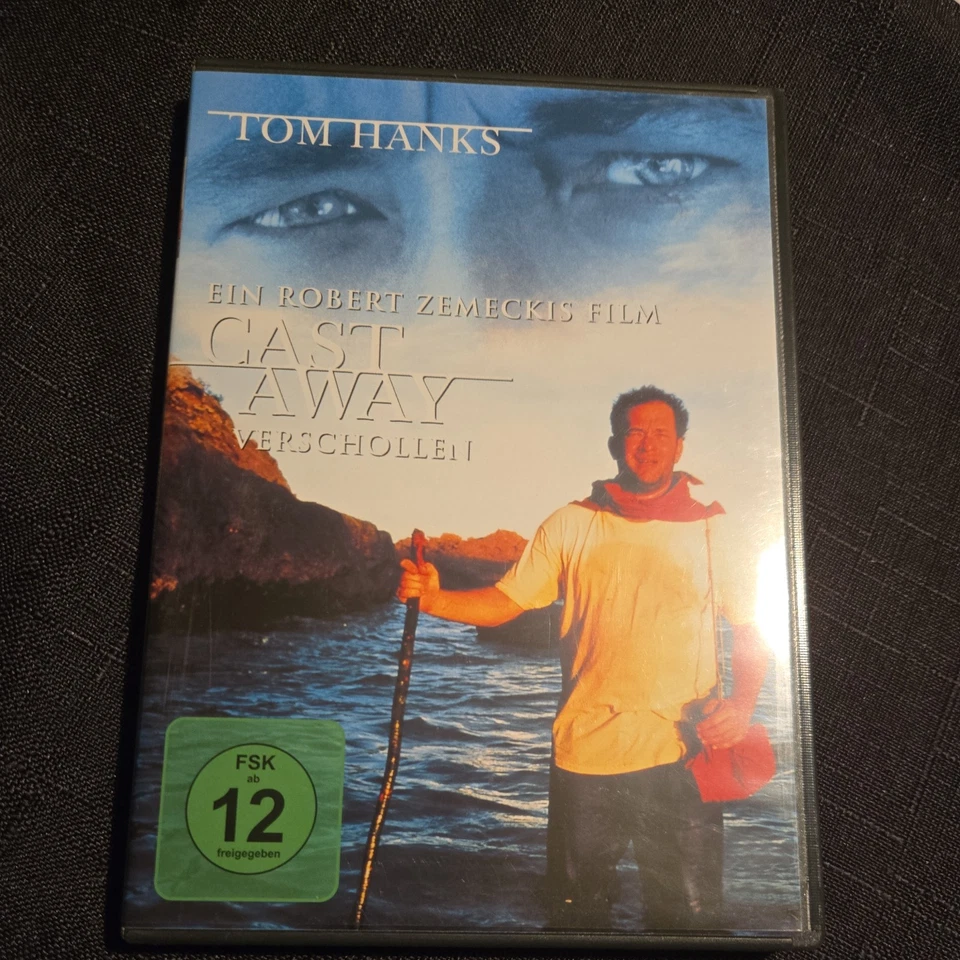 TOM HANKS
EIN ROBERT ZEMECKIS FILM
CAST
AWAY
VERSCHOLLEN
FSK
ab
12
freigegeben